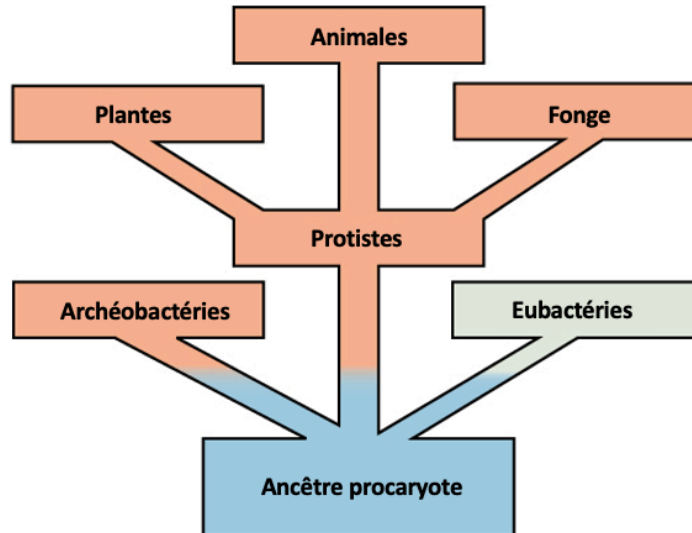 Animales
Plantes
Fonge
Protistes
Archéobactéries
Eubactéries
Ancêtre procaryote